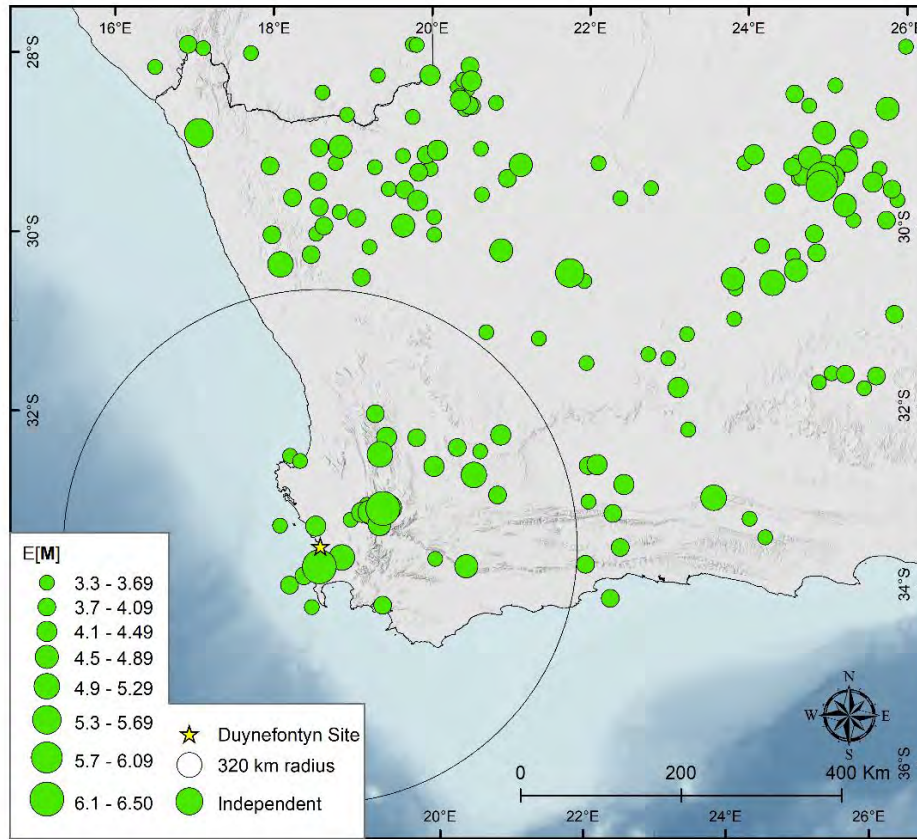 16°E 18°E 20°E 22°E 24°E 26°E
28°S
28°S
30°S
30°S
32°S
32°S
34°S
36°S
E[M]
3.3 - 3.69
3.7 - 4.09
4.1 - 4.49
4.5 - 4.89
4.9 - 5.29
5.3 - 5.69
5.7 - 6.09
6.1 - 6.50
Duynefontyn Site
320 km radius
Independent
N
W E
S
0 200 400 Km
20°E 22°E 24°E 26°E